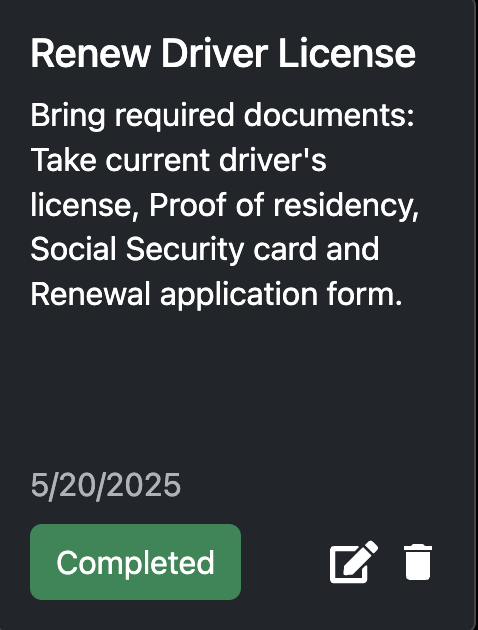 Renew Driver License
Bring required documents:
Take current driver's
license, Proof of residency,
Social Security card and
Renewal application form.
5/20/2025
Completed